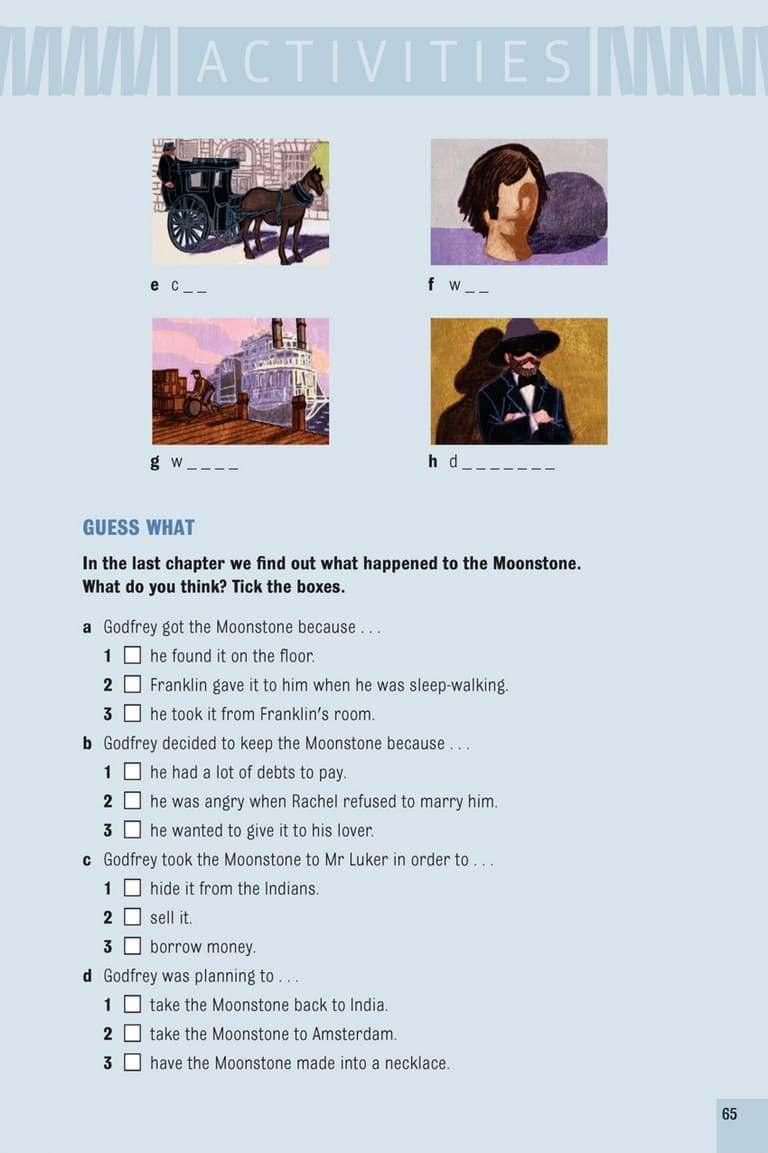 ACTIVITIES
e c _ _
f w _ _
g w _ _ _ _
h d _ _ _ _ _ _ _
GUESS WHAT
In the last chapter we find out what happened to the Moonstone.
What do you think? Tick the boxes.
a Godfrey got the Moonstone because . . .
1 he found it on the floor.
2 Franklin gave it to him when he was sleep-walking.
3 he took it from Franklin's room.
b Godfrey decided to keep the Moonstone because . . .
1 he had a lot of debts to pay.
2 he was angry when Rachel refused to marry him.
3 he wanted to give it to his lover.
c Godfrey took the Moonstone to Mr Luker in order to . . .
1 hide it from the Indians.
2 sell it.
3 borrow money.
d Godfrey was planning to . . .
1 take the Moonstone back to India.
2 take the Moonstone to Amsterdam.
3 have the Moonstone made into a necklace.
65